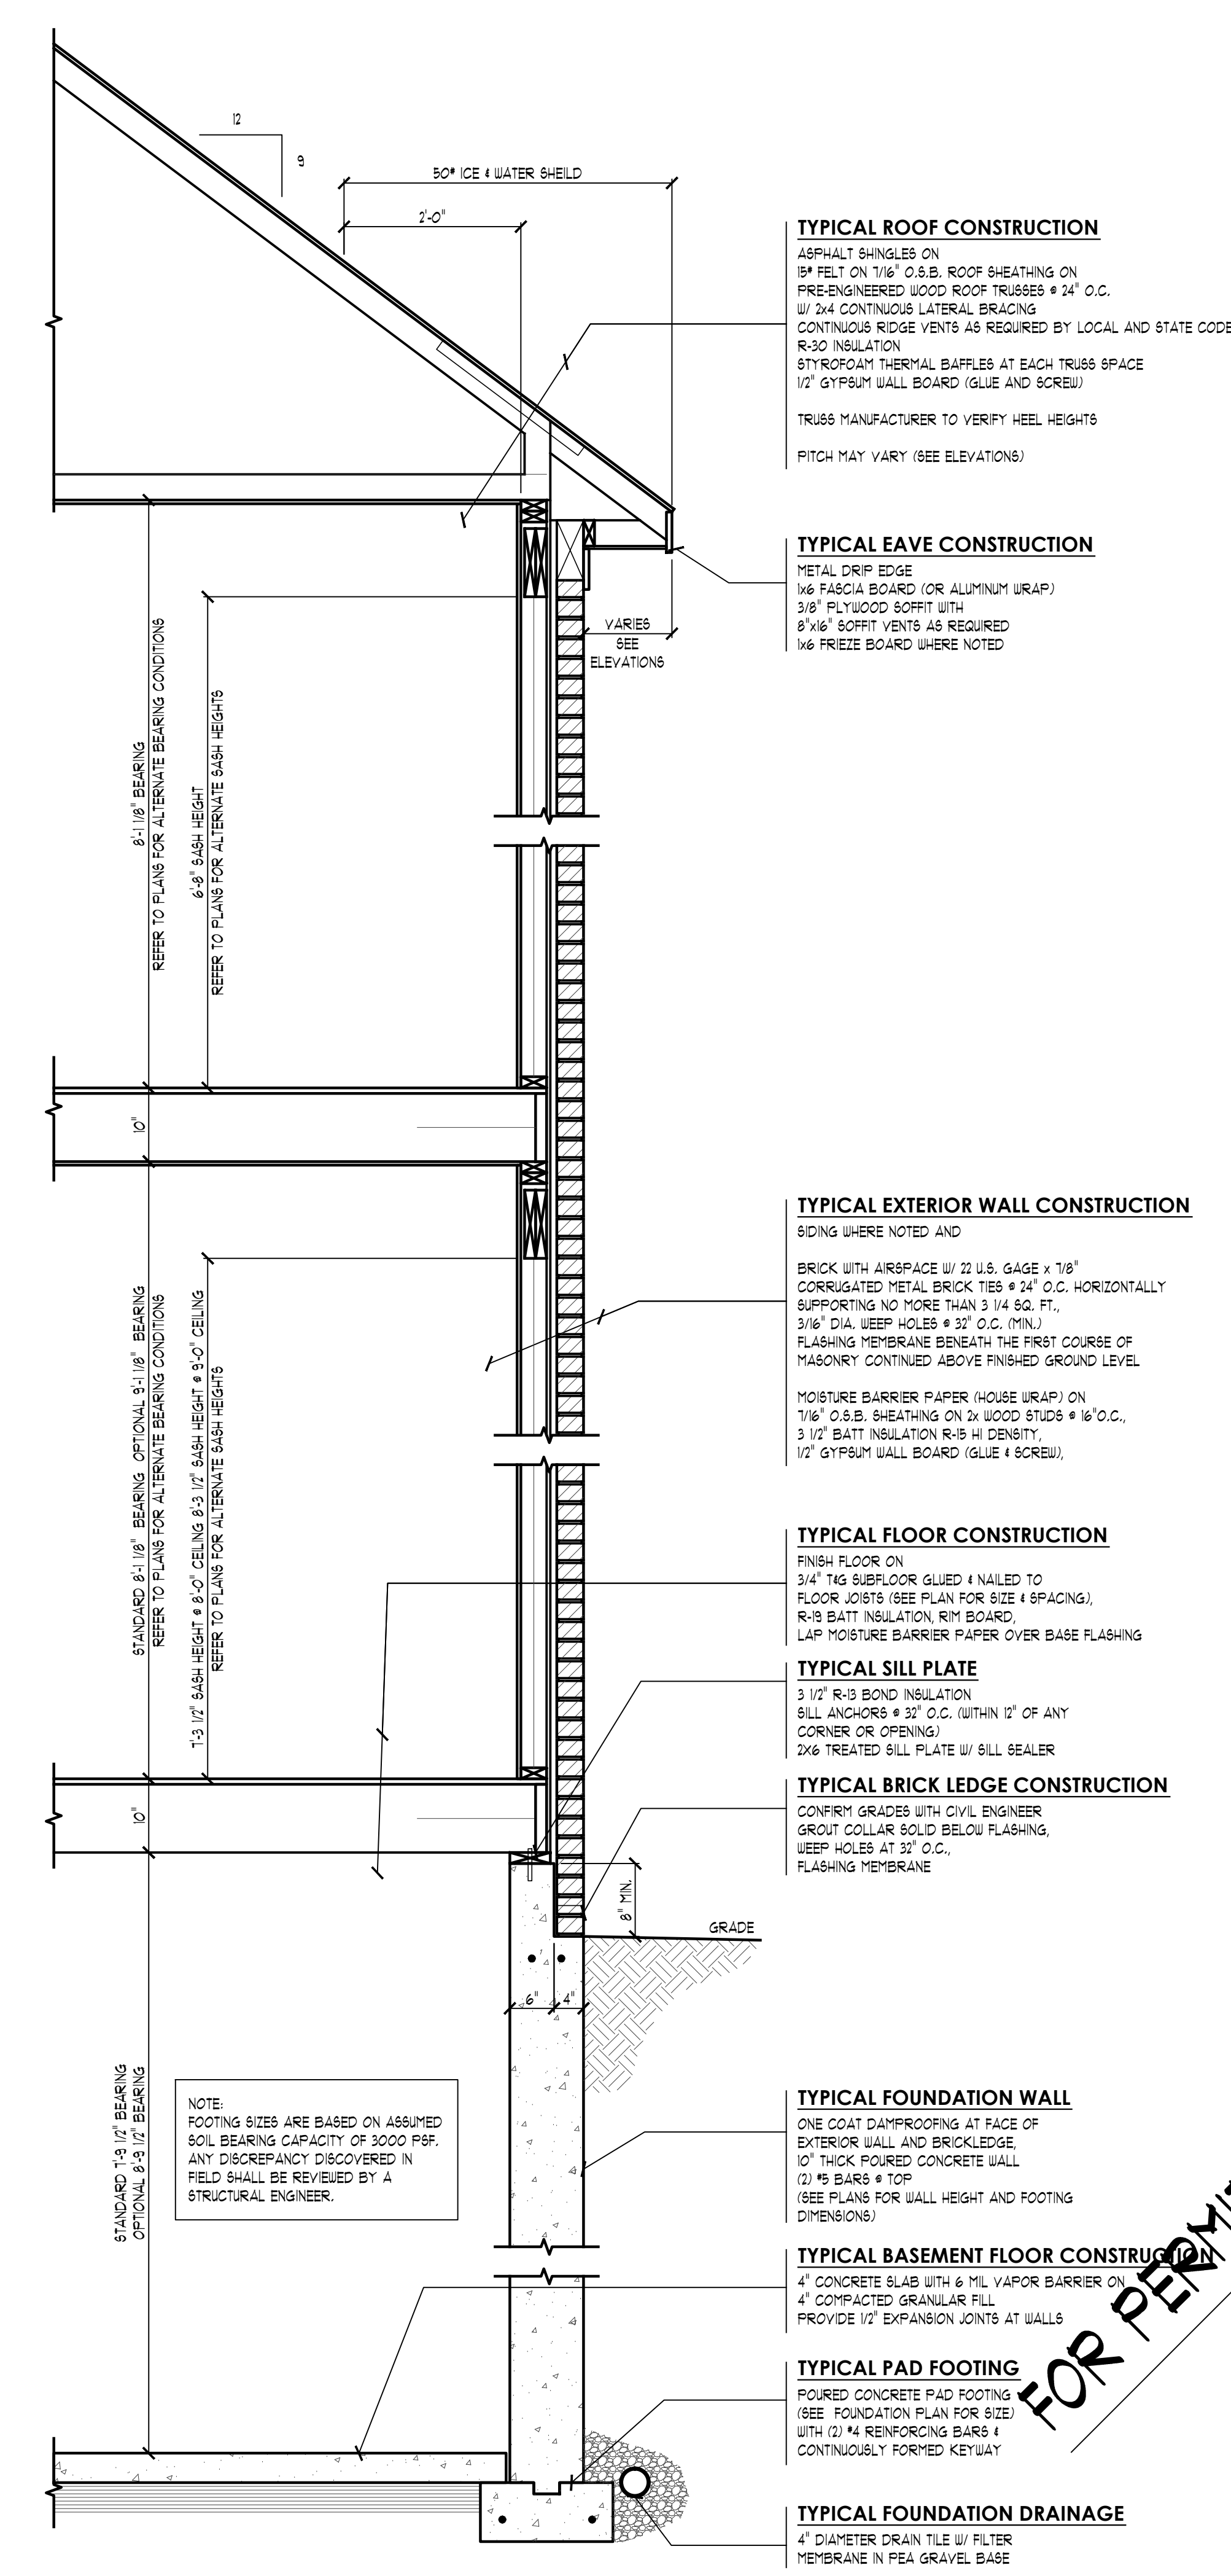 12
9
50# ICE & WATER SHEILD
2'-0"
TYPICAL ROOF CONSTRUCTION
ASPHALT SHINGLES ON
15# FELT ON 7/16" O.S.B. ROOF SHEATHING ON
PRE-ENGINEERED WOOD ROOF TRUSSES @ 24" O.C.
W/ 2x4 CONTINUOUS LATERAL BRACING
CONTINUOUS RIDGE VENTS AS REQUIRED BY LOCAL AND STATE CODE
R-30 INSULATION
STYROFOAM THERMAL BAFFLES AT EACH TRUSS SPACE
1/2" GYPSUM WALL BOARD (GLUE AND SCREW)
TRUSS MANUFACTURER TO VERIFY HEEL HEIGHTS
PITCH MAY VARY (SEE ELEVATIONS)
TYPICAL EAVE CONSTRUCTION
METAL DRIP EDGE
1x6 FASCIA BOARD (OR ALUMINUM WRAP)
3/8" PLYWOOD SOFFIT WITH
8"x16" SOFFIT VENTS AS REQUIRED
1x6 FRIEZE BOARD WHERE NOTED
VARIES
SEE
ELEVATIONS
8'-1 1/8" BEARING
REFER TO PLANS FOR ALTERNATE BEARING CONDITIONS
6'-8" SASH HEIGHT
REFER TO PLANS FOR ALTERNATE SASH HEIGHTS
10"
TYPICAL EXTERIOR WALL CONSTRUCTION
SIDING WHERE NOTED AND
BRICK WITH AIRSPACE W/ 22 U.S. GAGE x 7/8"
CORRUGATED METAL BRICK TIES @ 24" O.C. HORIZONTALLY
SUPPORTING NO MORE THAN 3 1/4 SQ. FT.,
3/16" DIA. WEEP HOLES @ 32" O.C. (MIN.)
FLASHING MEMBRANE BENEATH THE FIRST COURSE OF
MASONRY CONTINUED ABOVE FINISHED GROUND LEVEL
MOISTURE BARRIER PAPER (HOUSE WRAP) ON
7/16" O.S.B. SHEATHING ON 2x WOOD STUDS @ 16"O.C.,
3 1/2" BATT INSULATION R-15 HI DENSITY,
1/2" GYPSUM WALL BOARD (GLUE & SCREW),
STANDARD 8'-1 1/8" BEARING OPTIONAL 9'-1 1/8" BEARING
REFER TO PLANS FOR ALTERNATE BEARING CONDITIONS
7'-3 1/2" SASH HEIGHT @ 8'-0" CEILING 8'-3 1/2" SASH HEIGHT @ 9'-0" CEILING
REFER TO PLANS FOR ALTERNATE SASH HEIGHTS
TYPICAL FLOOR CONSTRUCTION
FINISH FLOOR ON
3/4" T&G SUBFLOOR GLUED & NAILED TO
FLOOR JOISTS (SEE PLAN FOR SIZE & SPACING),
R-19 BATT INSULATION, RIM BOARD,
LAP MOISTURE BARRIER PAPER OVER BASE FLASHING
TYPICAL SILL PLATE
3 1/2" R-13 BOND INSULATION
SILL ANCHORS @ 32" O.C. (WITHIN 12" OF ANY
CORNER OR OPENING)
2X6 TREATED SILL PLATE W/ SILL SEALER
10"
TYPICAL BRICK LEDGE CONSTRUCTION
CONFIRM GRADES WITH CIVIL ENGINEER
GROUT COLLAR SOLID BELOW FLASHING,
WEEP HOLES AT 32" O.C.,
FLASHING MEMBRANE
8" MIN.
GRADE
6"
4"
STANDARD 7'-9 1/2" BEARING
OPTIONAL 8'-9 1/2" BEARING
NOTE:
FOOTING SIZES ARE BASED ON ASSUMED
SOIL BEARING CAPACITY OF 3000 PSF.
ANY DISCREPANCY DISCOVERED IN
FIELD SHALL BE REVIEWED BY A
STRUCTURAL ENGINEER.
TYPICAL FOUNDATION WALL
ONE COAT DAMPROOFING AT FACE OF
EXTERIOR WALL AND BRICKLEDGE,
10" THICK POURED CONCRETE WALL
(2) #5 BARS @ TOP
(SEE PLANS FOR WALL HEIGHT AND FOOTING
DIMENSIONS)
TYPICAL BASEMENT FLOOR CONSTRUCTION
4" CONCRETE SLAB WITH 6 MIL VAPOR BARRIER ON
4" COMPACTED GRANULAR FILL
PROVIDE 1/2" EXPANSION JOINTS AT WALLS
FOR
TYPICAL PAD FOOTING
POURED CONCRETE PAD FOOTING
(SEE FOUNDATION PLAN FOR SIZE)
WITH (2) #4 REINFORCING BARS &
CONTINUOUSLY FORMED KEYWAY
TYPICAL FOUNDATION DRAINAGE
4" DIAMETER DRAIN TILE W/ FILTER
MEMBRANE IN PEA GRAVEL BASE